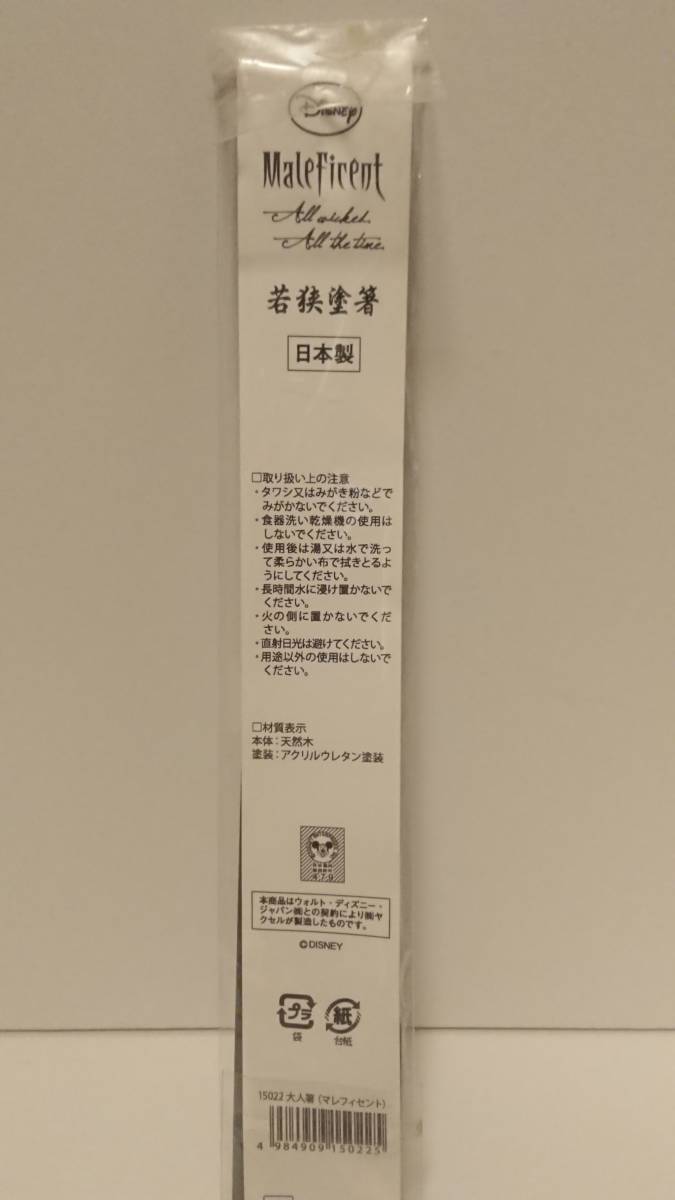 DISNEY
Maleficent
All wicked.
All the time.
若狭塗箸
日本製
□取り扱い上の注意
・タワシ又はみがき粉などで
みがかないでください。
・食器洗い乾燥機の使用は
しないでください。
・使用後は湯又は水で洗っ
て柔らかい布で拭きとるよ
うにしてください。
・長時間水に浸け置かないで
ください。
・火の側に置かないでくだ
さい。
・直射日光は避けてください。
・用途以外の使用はしないで
ください。
□材質表示
本体：天然木
塗装：アクリルウレタン塗装
479
本商品はウォルト・ディズニー・
ジャパン㈱との契約により㈱ヤ
クセルが製造したものです。
©DISNEY
プラ 紙
袋 台紙
15022 大人箸（マレフィセント）
4 984909 150225